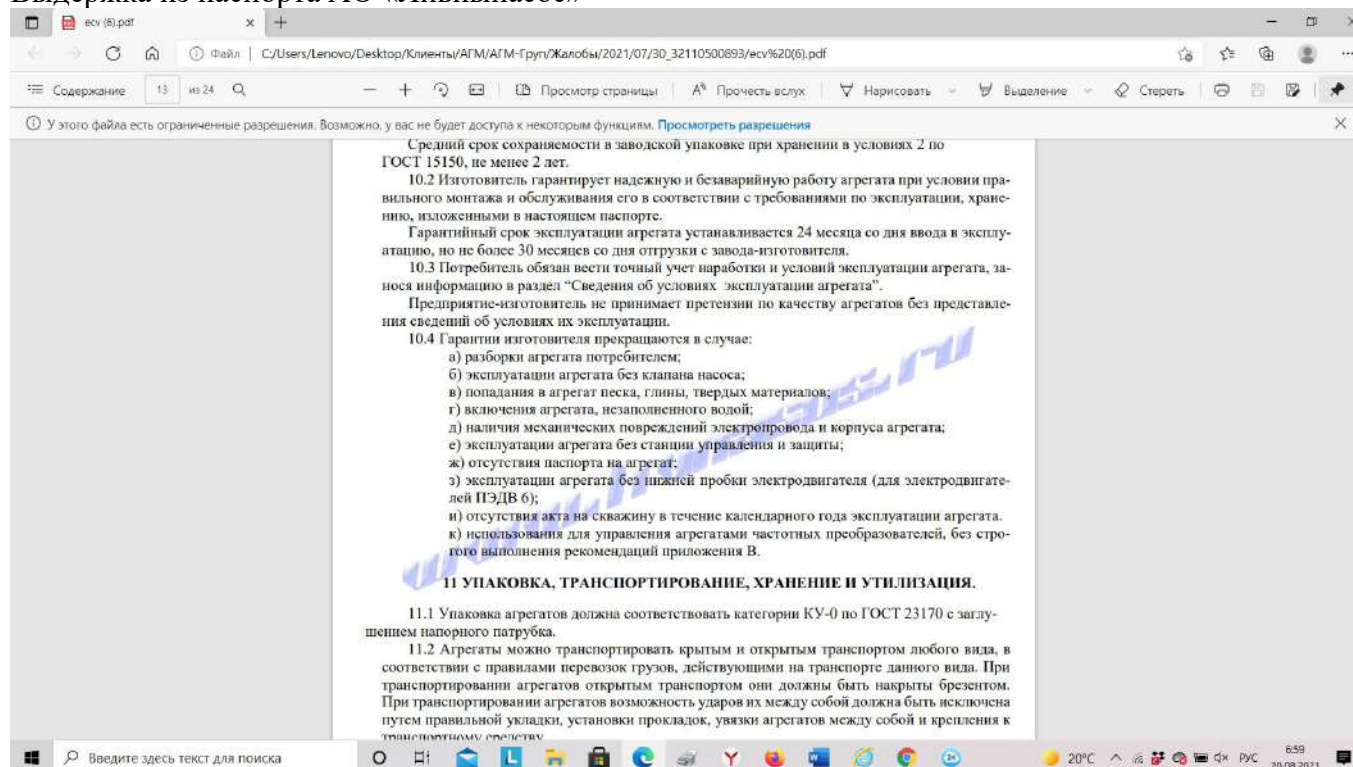 Выдержка из паспорта АО «Ливнынасос»
ecv (6).pdf
Файл | C:/Users/Lenovo/Desktop/Клиенты/АГМ/АГМ-Груп/Жалобы/2021/07/30_32110500893/ecv%20(6).pdf
Содержание 13 из 24 Просмотр страницы Прочесть вслух Нарисовать Выделение Стереть
У этого файла есть ограниченные разрешения. Возможно, у вас не будет доступа к некоторым функциям. Просмотреть разрешения
Средний срок сохраняемости в заводской упаковке при хранении в условиях 2 по
ГОСТ 15150, не менее 2 лет.
10.2 Изготовитель гарантирует надежную и безаварийную работу агрегата при условии пра-
вильного монтажа и обслуживания его в соответствии с требованиями по эксплуатации, хране-
нию, изложенными в настоящем паспорте.
Гарантийный срок эксплуатации агрегата устанавливается 24 месяца со дня ввода в эксплу-
атацию, но не более 30 месяцев со дня отгрузки с завода-изготовителя.
10.3 Потребитель обязан вести точный учет наработки и условий эксплуатации агрегата, за-
нося информацию в раздел “Сведения об условиях эксплуатации агрегата”.
Предприятие-изготовитель не принимает претензии по качеству агрегатов без представле-
ния сведений об условиях их эксплуатации.
10.4 Гарантии изготовителя прекращаются в случае:
а) разборки агрегата потребителем;
б) эксплуатации агрегата без клапана насоса;
в) попадания в агрегат песка, глины, твердых материалов;
г) включения агрегата, незаполненного водой;
д) наличия механических повреждений электропровода и корпуса агрегата;
е) эксплуатации агрегата без станции управления и защиты;
ж) отсутствия паспорта на агрегат;
з) эксплуатации агрегата без нижней пробки электродвигателя (для электродвигате-
лей ПЭДВ 6);
и) отсутствия акта на скважину в течение календарного года эксплуатации агрегата.
к) использования для управления агрегатами частотных преобразователей, без стро-
гого выполнения рекомендаций приложения В.
11 УПАКОВКА, ТРАНСПОРТИРОВАНИЕ, ХРАНЕНИЕ И УТИЛИЗАЦИЯ.
11.1 Упаковка агрегатов должна соответствовать категории КУ-0 по ГОСТ 23170 с заглу-
шением напорного патрубка.
11.2 Агрегаты можно транспортировать крытым и открытым транспортом любого вида, в
соответствии с правилами перевозок грузов, действующими на транспорте данного вида. При
транспортировании агрегатов открытым транспортом они должны быть накрыты брезентом.
При транспортировании агрегатов возможность ударов их между собой должна быть исключена
путем правильной укладки, установки прокладок, увязки агрегатов между собой и крепления к
транспортному средству
Введите здесь текст для поиска
20°C РУС 6:59
20.08.2021